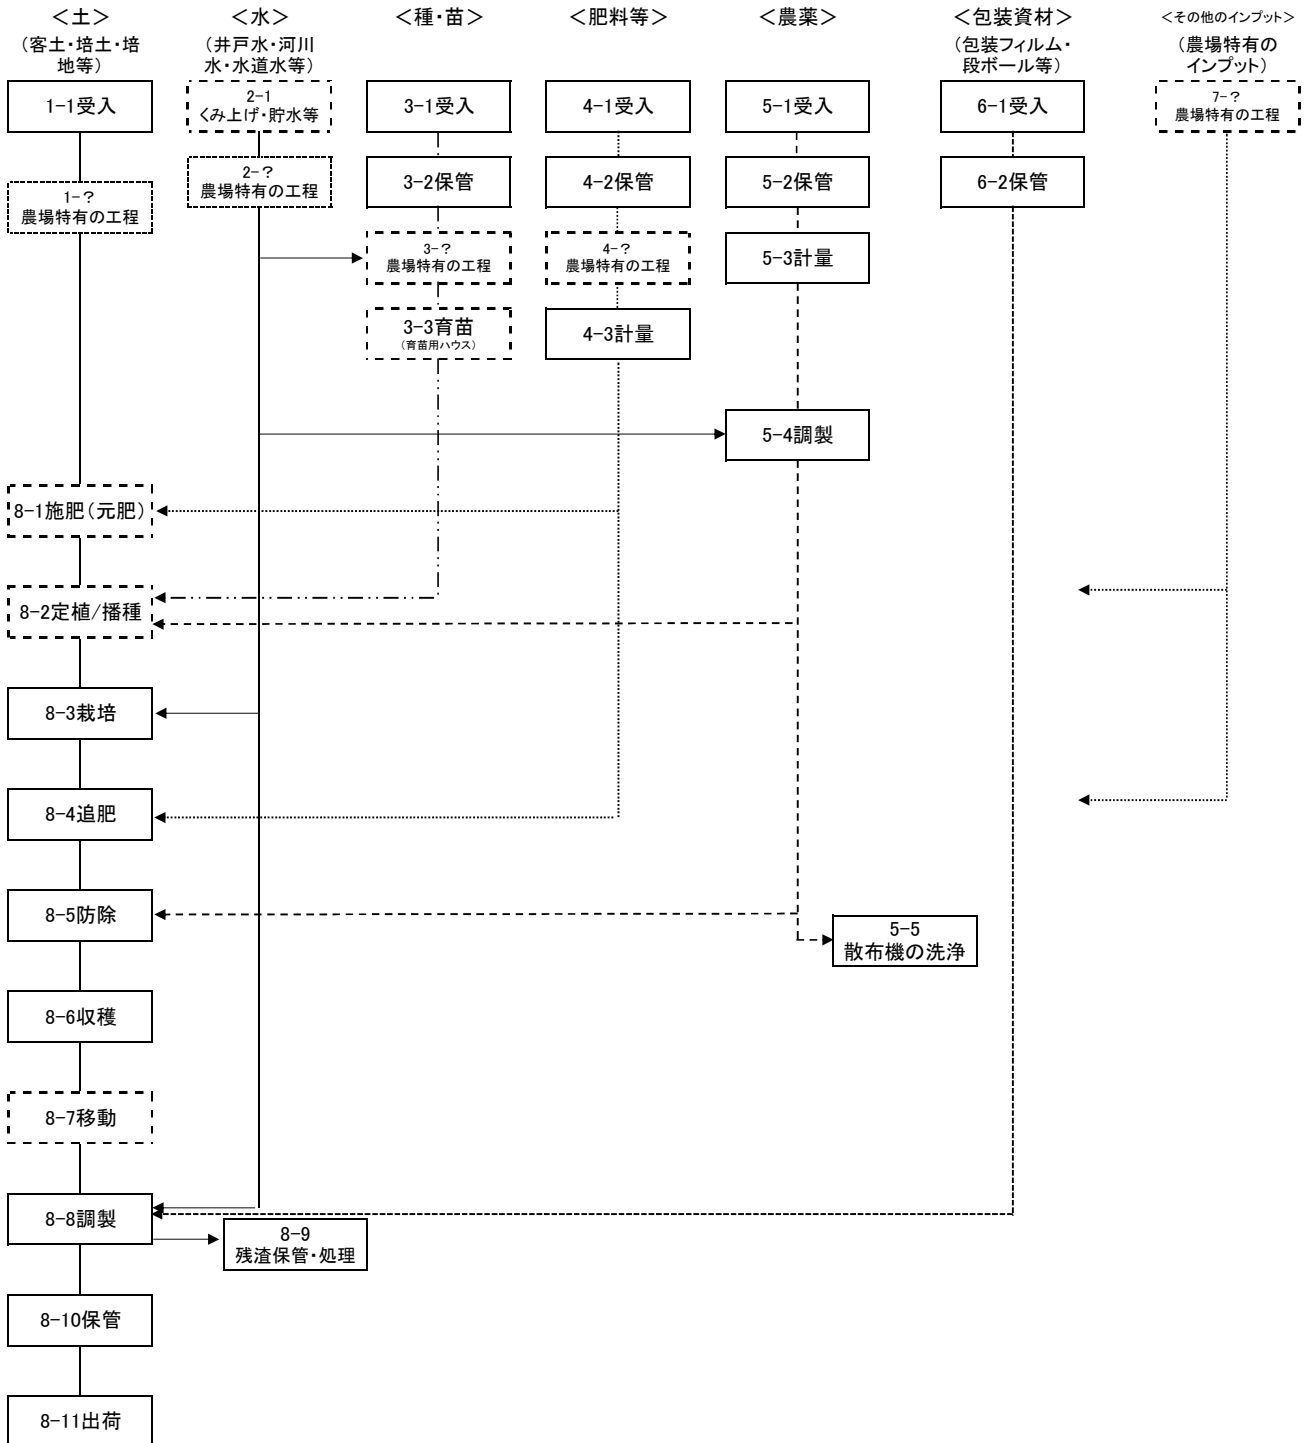 ＜土＞
（客土・培土・培
地等）
＜水＞
（井戸水・河川
水・水道水等）
＜種・苗＞
＜肥料等＞
＜農薬＞
＜包装資材＞
（包装フィルム・
段ボール等）
＜その他のインプット＞
（農場特有の
インプット）
1-1受入
2-1
くみ上げ・貯水等
3-1受入
4-1受入
5-1受入
6-1受入
7-？
農場特有の工程
1-？
農場特有の工程
2-？
農場特有の工程
3-2保管
4-2保管
5-2保管
6-2保管
3-？
農場特有の工程
4-？
農場特有の工程
5-3計量
3-3育苗
（育苗用ハウス）
4-3計量
5-4調製
8-1施肥（元肥）
8-2定植/播種
8-3栽培
8-4追肥
8-5防除
5-5
散布機の洗浄
8-6収穫
8-7移動
8-8調製
8-9
残渣保管・処理
8-10保管
8-11出荷